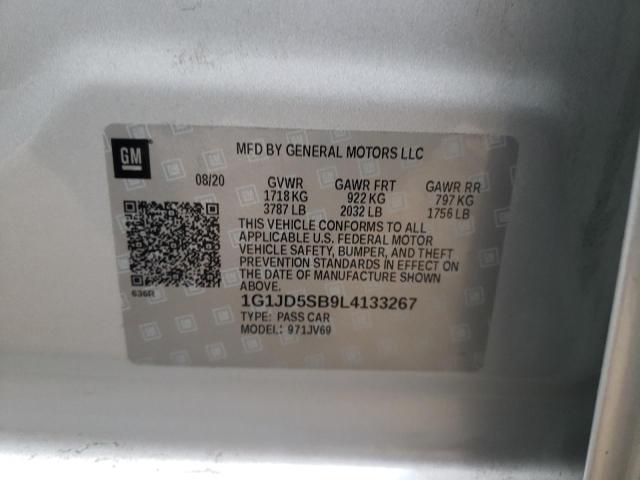 GM
MFD BY GENERAL MOTORS LLC
08/20 GVWR GAWR FRT GAWR RR
1718 KG 922 KG 797 KG
3787 LB 2032 LB 1756 LB
THIS VEHICLE CONFORMS TO ALL
APPLICABLE U.S. FEDERAL MOTOR
VEHICLE SAFETY, BUMPER, AND THEFT
PREVENTION STANDARDS IN EFFECT ON
THE DATE OF MANUFACTURE SHOWN
ABOVE.
636R
1G1JD5SB9L4133267
TYPE: PASS CAR
MODEL: 971JV69